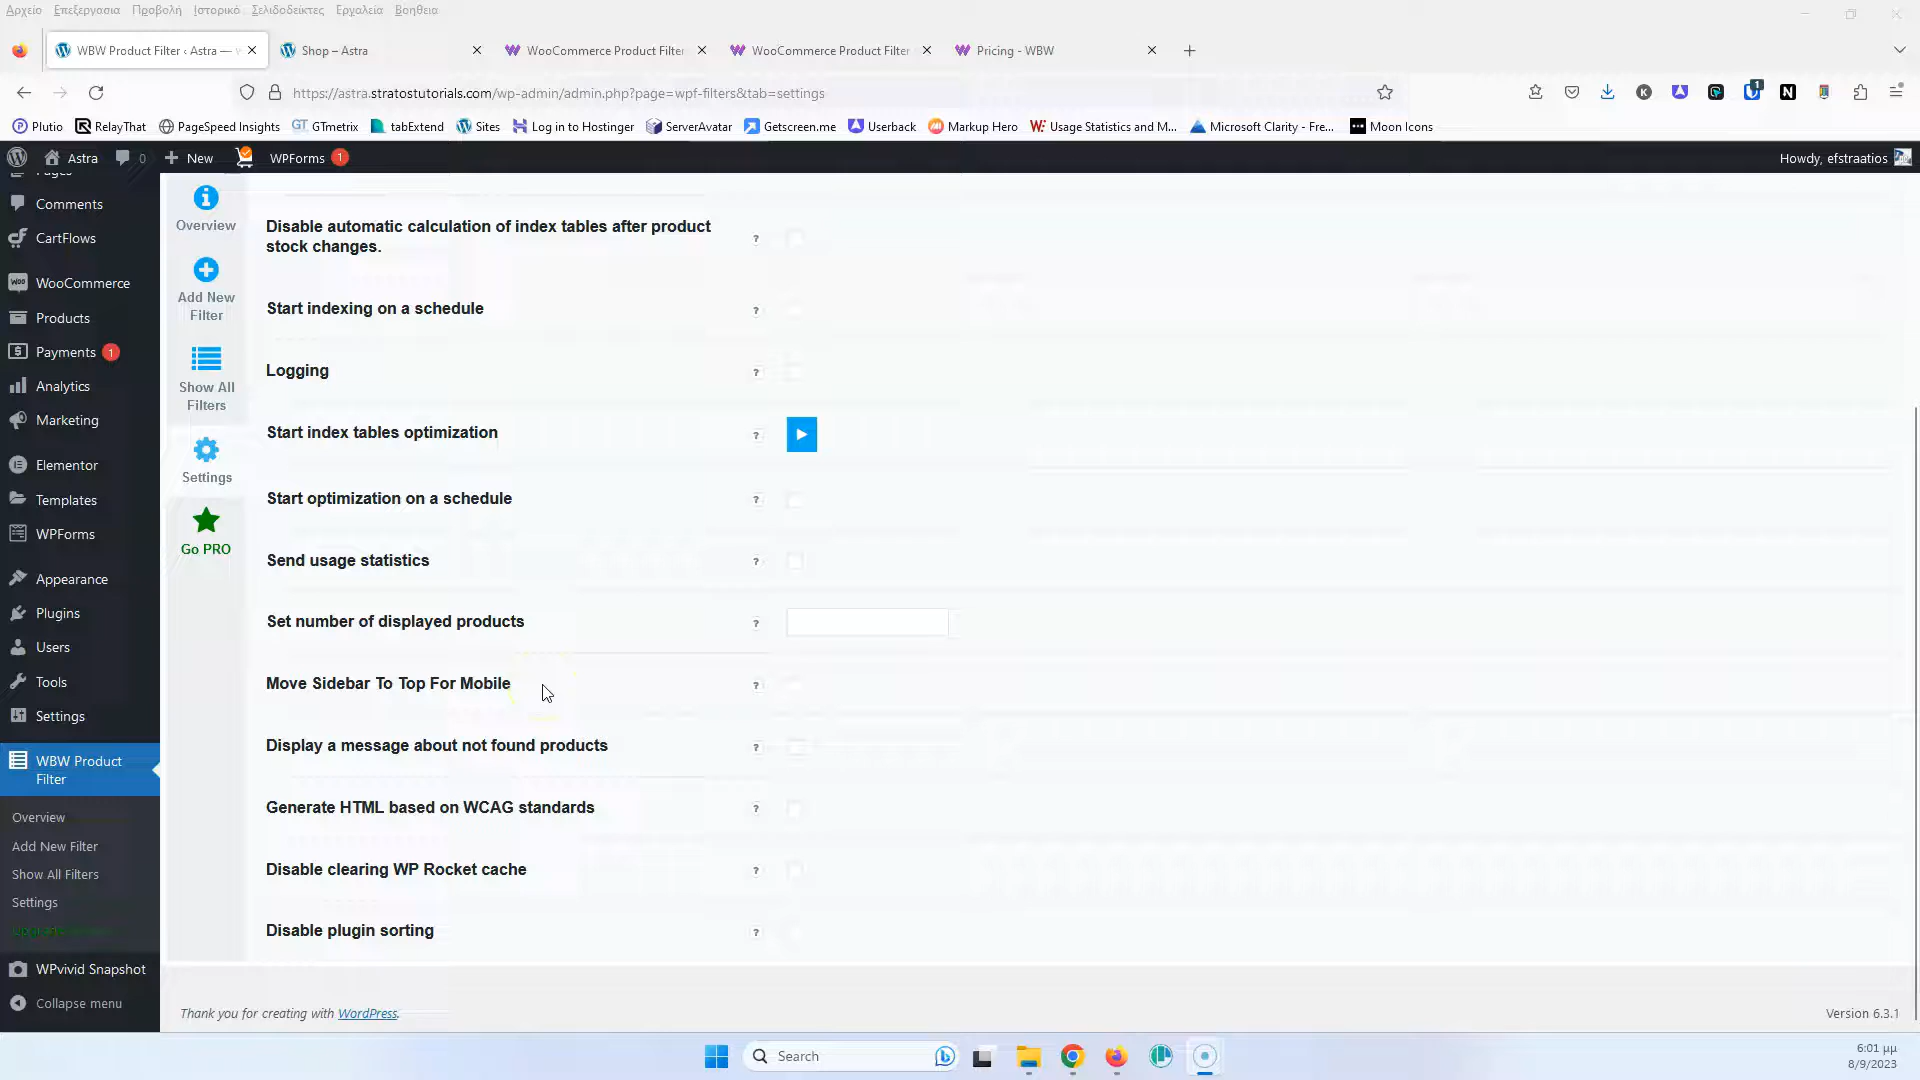 Αρχείο Επεξεργασια Προβολή Ιστορικό Σελιδοδείκτες Εργαλεία Βοηθεια
WBW Product Filter ‹ Astra — Shop – Astra WooCommerce Product Filter WooCommerce Product Filter Pricing - WBW
https://astra.stratostutorials.com/wp-admin/admin.php?page=wpf-filters&tab=settings
1
Plutio RelayThat PageSpeed Insights GTmetrix tabExtend Sites Log in to Hostinger ServerAvatar Getscreen.me Userback Markup Hero Usage Statistics and M... Microsoft Clarity - Fre... Moon Icons
Astra 0 New WPForms 1 Howdy, efstraatios
Pages
Comments
CartFlows
WooCommerce
Products
Payments 1
Analytics
Marketing
Elementor
Templates
WPForms
Appearance
Plugins
Users
Tools
Settings
WBW Product
Filter
Overview
Add New Filter
Show All Filters
Settings
WPvivid Snapshot
Collapse menu
Overview
Add New
Filter
Show All
Filters
Settings
Go PRO
Disable automatic calculation of index tables after product
stock changes. ?
Start indexing on a schedule ?
Logging ?
Start index tables optimization ?
Start optimization on a schedule ?
Send usage statistics ?
Set number of displayed products ?
Move Sidebar To Top For Mobile ?
Display a message about not found products ?
Generate HTML based on WCAG standards ?
Disable clearing WP Rocket cache ?
Disable plugin sorting ?
Thank you for creating with WordPress. Version 6.3.1
Search
6:01 μμ
8/9/2023